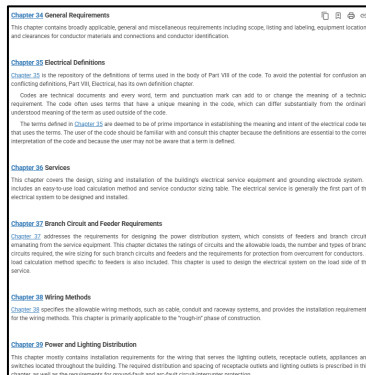 Chapter 34 General Requirements
This chapter contains broadly applicable, general and miscellaneous requirements including scope, listing and labeling, equipment location
and clearances for conductor materials and connections and conductor identification.
Chapter 35 Electrical Definitions
Chapter 35 is the repository of the definitions of terms used in the body of Part VIII of the code. To avoid the potential for confusion an
conflicting definitions, Part VIII, Electrical, has its own definition chapter.
Codes are technical documents and every word, term and punctuation mark can add to or change the meaning of a technica
requirement. The code often uses terms that have a unique meaning in the code, which can differ substantially from the ordinaril
understood meaning of the term as used outside of the code.
The terms defined in Chapter 35 are deemed to be of prime importance in establishing the meaning and intent of the electrical code tex
that uses the terms. The user of the code should be familiar with and consult this chapter because the definitions are essential to the correc
interpretation of the code and because the user may not be aware that a term is defined.
Chapter 36 Services
This chapter covers the design, sizing and installation of the building's electrical service equipment and grounding electrode system.
includes an easy-to-use load calculation method and service conductor sizing table. The electrical service is generally the first part of th
electrical system to be designed and installed.
Chapter 37 Branch Circuit and Feeder Requirements
Chapter 37 addresses the requirements for designing the power distribution system, which consists of feeders and branch circuit
emanating from the service equipment. This chapter dictates the ratings of circuits and the allowable loads, the number and types of branc
circuits required, the wire sizing for such branch circuits and feeders and the requirements for protection from overcurrent for conductors.
load calculation method specific to feeders is also included. This chapter is used to design the electrical system on the load side of th
service.
Chapter 38 Wiring Methods
Chapter 38 specifies the allowable wiring methods, such as cable, conduit and raceway systems, and provides the installation requirement
for the wiring methods. This chapter is primarily applicable to the "rough-in" phase of construction.
Chapter 39 Power and Lighting Distribution
This chapter mostly contains installation requirements for the wiring that serves the lighting outlets, receptacle outlets, appliances an
switches located throughout the building. The required distribution and spacing of receptacle outlets and lighting outlets is prescribed in thi
chapter, as well as the requirements for ground-fault and arc-fault circuit-interrupter protection.